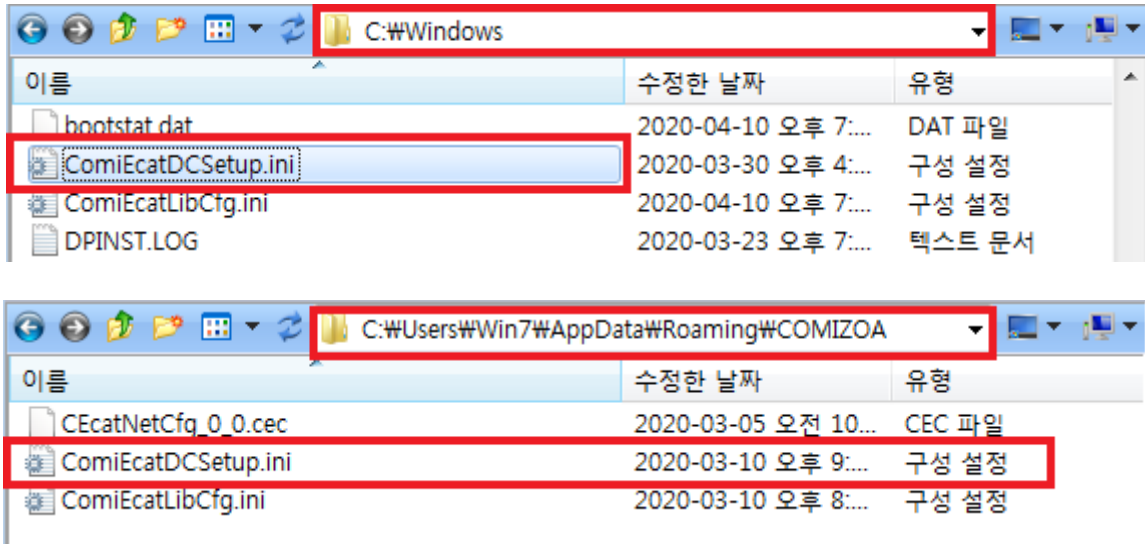 C:₩Windows
이름 수정한 날짜 유형
bootstat.dat 2020-04-10 오후 7:... DAT 파일
ComiEcatDCSetup.ini 2020-03-30 오후 4:... 구성 설정
ComiEcatLibCfg.ini 2020-04-10 오후 7:... 구성 설정
DPINST.LOG 2020-03-23 오후 7:... 텍스트 문서
C:₩Users₩Win7₩AppData₩Roaming₩COMIZOA
이름 수정한 날짜 유형
CEcatNetCfg_0_0.cec 2020-03-05 오전 10... CEC 파일
ComiEcatDCSetup.ini 2020-03-10 오후 9:... 구성 설정
ComiEcatLibCfg.ini 2020-03-10 오후 8:... 구성 설정